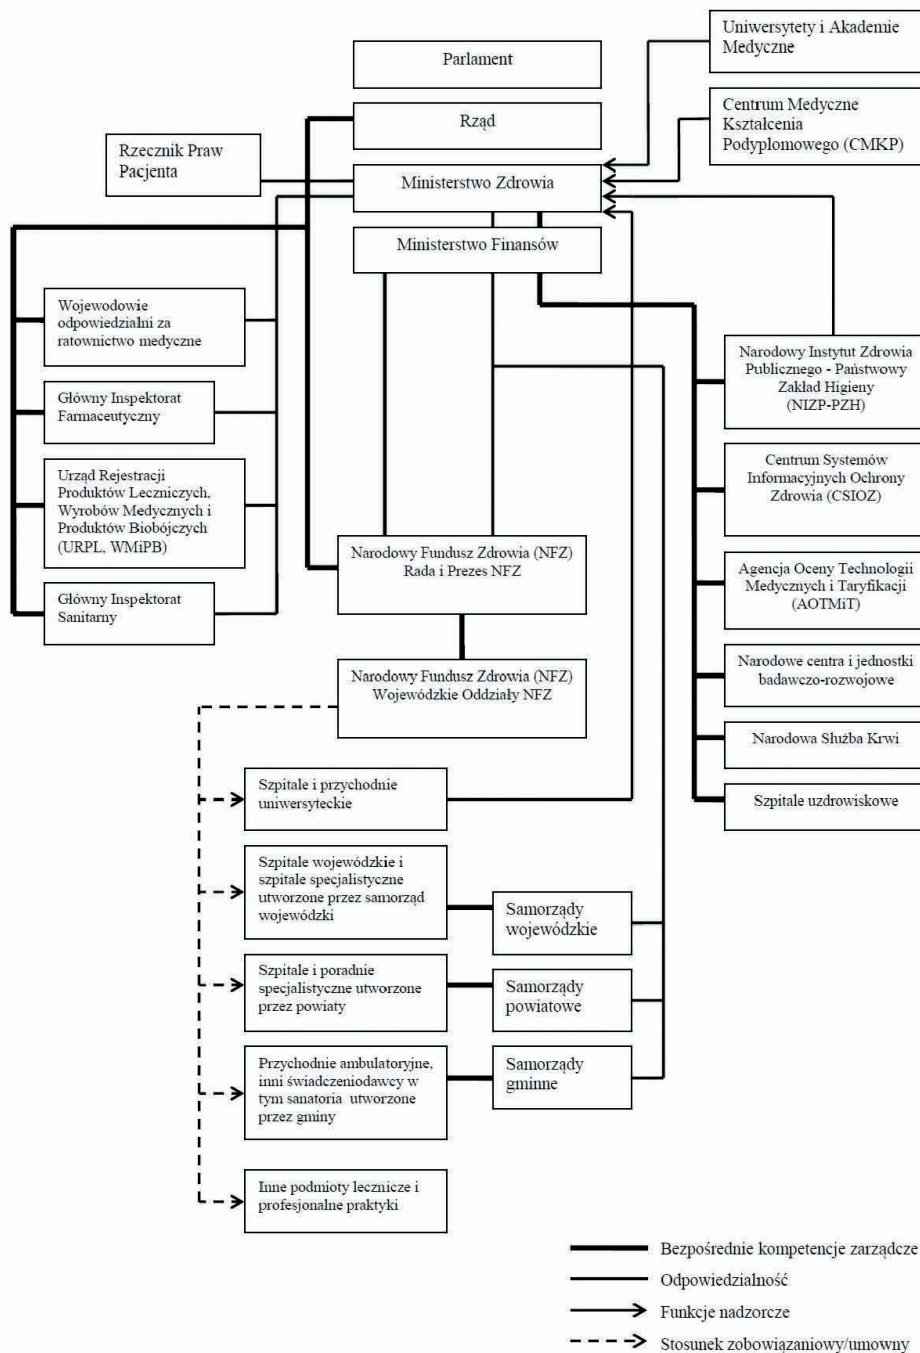 Parlament
Rząd
Ministerstwo Zdrowia
Ministerstwo Finansów
Uniwersytety i Akademie
Medyczne
Centrum Medyczne
Kształcenia
Podyplomowego (CMKP)
Rzecznik Praw
Pacjenta
Wojewodowie
odpowiedzialni za
ratownictwo medyczne
Główny Inspektorat
Farmaceutyczny
Urząd Rejestracji
Produktów Leczniczych,
Wyrobów Medycznych i
Produktów Biobójczych
(URPL, WMiPB)
Główny Inspektorat
Sanitarny
Narodowy Fundusz Zdrowia (NFZ)
Rada i Prezes NFZ
Narodowy Fundusz Zdrowia (NFZ)
Wojewódzkie Oddziały NFZ
Narodowy Instytut Zdrowia
Publicznego - Państwowy
Zakład Higieny
(NIZP-PZH)
Centrum Systemów
Informacyjnych Ochrony
Zdrowia (CSIOZ)
Agencja Oceny Technologii
Medycznych i Taryfikacji
(AOTMiT)
Narodowe centra i jednostki
badawczo-rozwojowe
Narodowa Służba Krwi
Szpitale uzdrowiskowe
Szpitale i przychodnie
uniwersyteckie
Szpitale wojewódzkie i
szpitale specjalistyczne
utworzone przez samorząd
wojewódzki
Samorządy
wojewódzkie
Szpitale i poradnie
specjalistyczne utworzone
przez powiaty
Samorządy
powiatowe
Przychodnie ambulatoryjne,
inni świadczeniodawcy w
tym sanatoria utworzone
przez gminy
Samorządy
gminne
Inne podmioty lecznicze i
profesjonalne praktyki
Bezpośrednie kompetencje zarządcze
Odpowiedzialność
Funkcje nadzorcze
Stosunek zobowiązaniowy/umowny